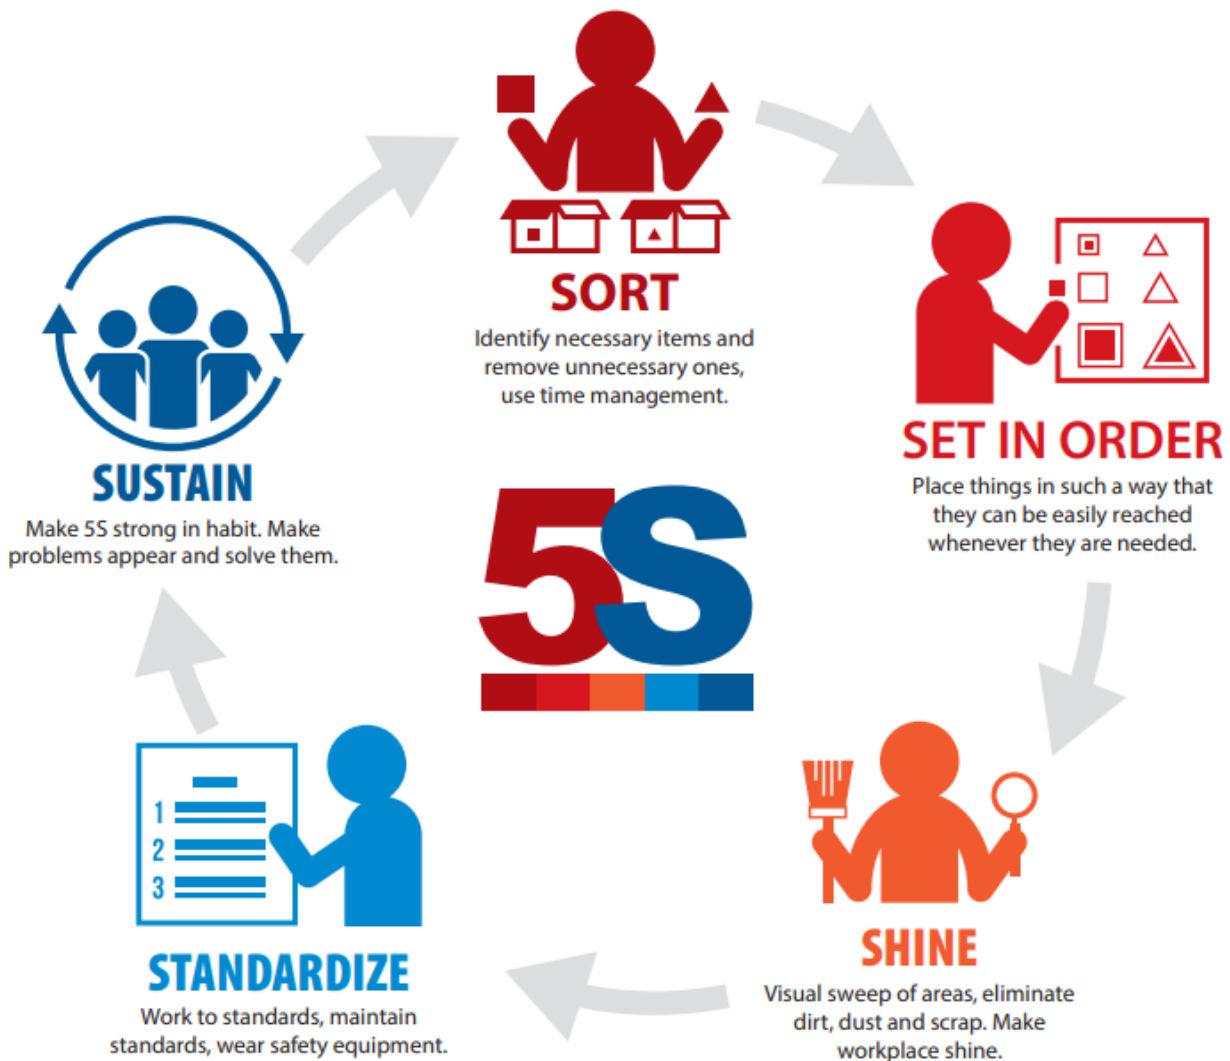 SORT
Identify necessary items and
remove unnecessary ones,
use time management.
SET IN ORDER
Place things in such a way that
they can be easily reached
whenever they are needed.
SUSTAIN
Make 5S strong in habit. Make
problems appear and solve them.
5S
1
2
3
STANDARDIZE
Work to standards, maintain
standards, wear safety equipment.
SHINE
Visual sweep of areas, eliminate
dirt, dust and scrap. Make
workplace shine.